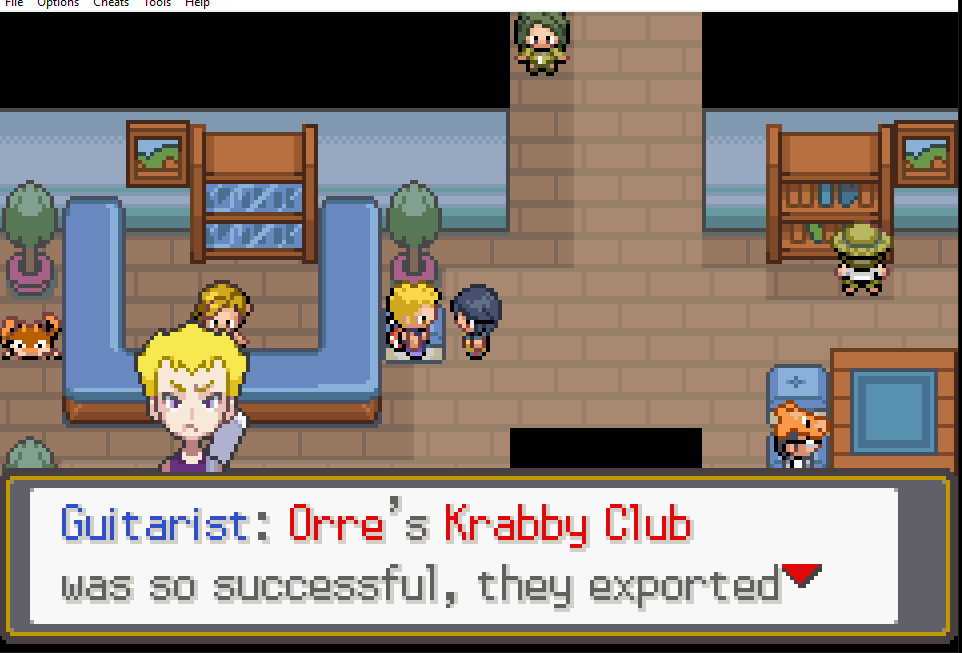 File Options Cheats Tools Help
Guitarist: Orre's Krabby Club
was so successful, they exported